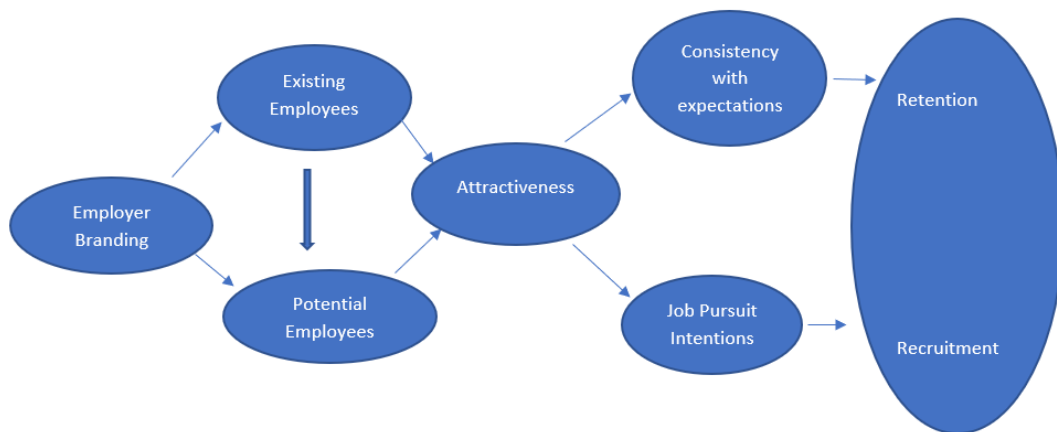 Existing
Employees
Employer
Branding
Potential
Employees
Attractiveness
Consistency
with
expectations
Job Pursuit
Intentions
Retention
Recruitment